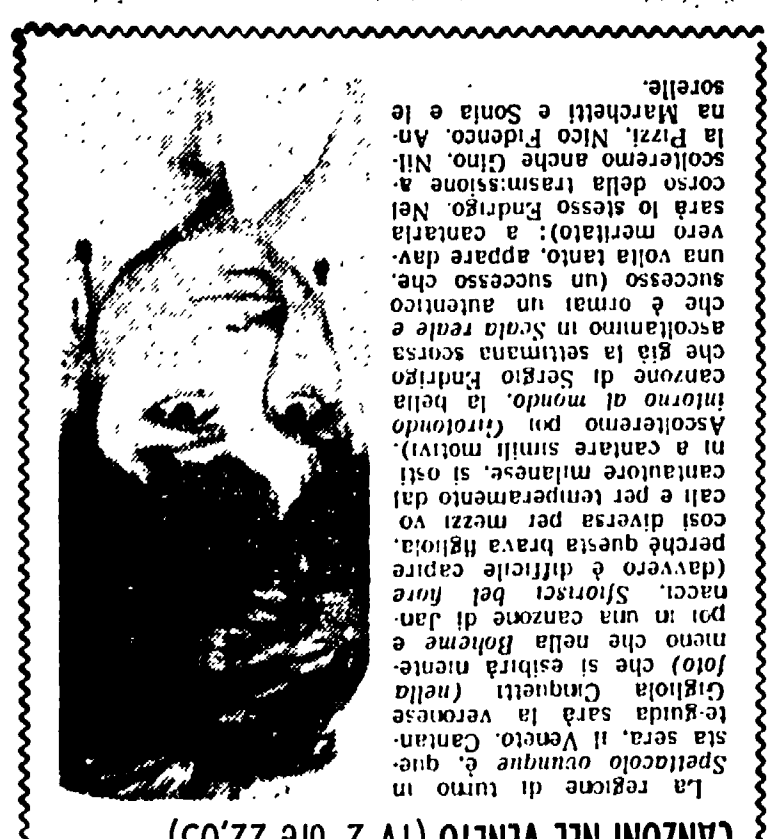 CANZONI NEL VENETO (TV 2° ore 22,05)
La regione di turno in
Spettacolo ovunque è, que-
sta sera, il Veneto. Cantan-
te-guida sarà la veronese
Gigliola Cinquetti (nella
foto) che si esibirà niente-
meno che nella Boheme e
poi in una canzone di Jan-
nacci, Sfiorisci bel fiore
(davvero è difficile capire
perchè questa brava figliola,
così diversa per mezzi vo
cali e per temperamento dal
cantautore milanese, si osti
ni a cantare simili motivi).
Ascolteremo poi Girotondo
intorno al mondo, la bella
canzone di Sergio Endrigo
che già la settimana scorsa
ascoltammo in Scala reale e
che è ormai un autentico
successo (un successo che,
una volta tanto, appare dav-
vero meritato): a cantarla
sarà lo stesso Endrigo. Nel
corso della trasmissione a-
scolteremo anche Gino, Nil-
la Pizzi, Nico Fidenco, An-
na Marchetti e Sonia e le
sorelle.